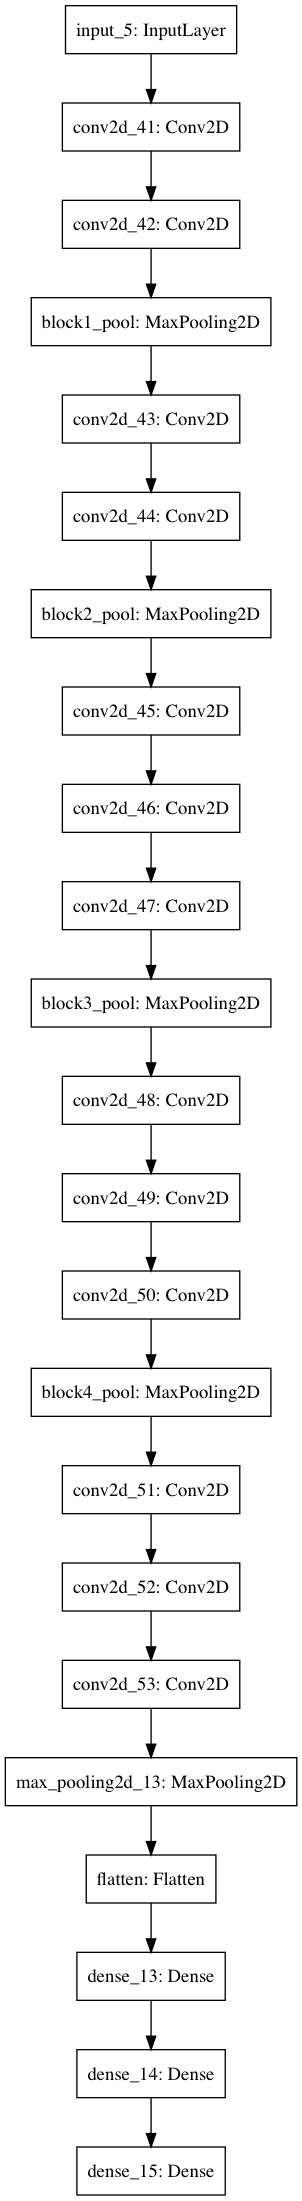 input_5: InputLayer
conv2d_41: Conv2D
conv2d_42: Conv2D
block1_pool: MaxPooling2D
conv2d_43: Conv2D
conv2d_44: Conv2D
block2_pool: MaxPooling2D
conv2d_45: Conv2D
conv2d_46: Conv2D
conv2d_47: Conv2D
block3_pool: MaxPooling2D
conv2d_48: Conv2D
conv2d_49: Conv2D
conv2d_50: Conv2D
block4_pool: MaxPooling2D
conv2d_51: Conv2D
conv2d_52: Conv2D
conv2d_53: Conv2D
max_pooling2d_13: MaxPooling2D
flatten: Flatten
dense_13: Dense
dense_14: Dense
dense_15: Dense